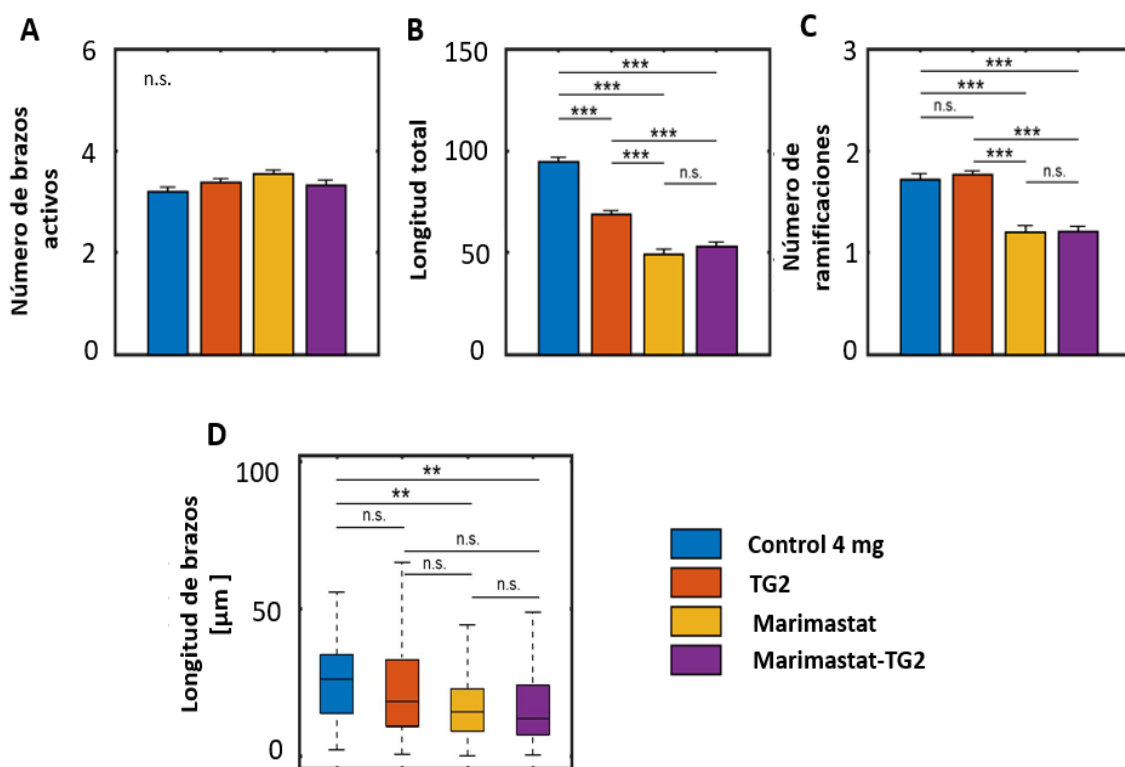 A
Número de brazos
activos
6
4
2
0
n.s.
B
Longitud total
150
100
50
0
***
***
***
***
***
n.s.
C
Número de
ramificaciones
3
2
1
0
***
***
n.s.
***
***
n.s.
D
Longitud de brazos
[µm ]
100
50
0
**
**
n.s.
n.s.
n.s.
n.s.
Control 4 mg
TG2
Marimastat
Marimastat-TG2